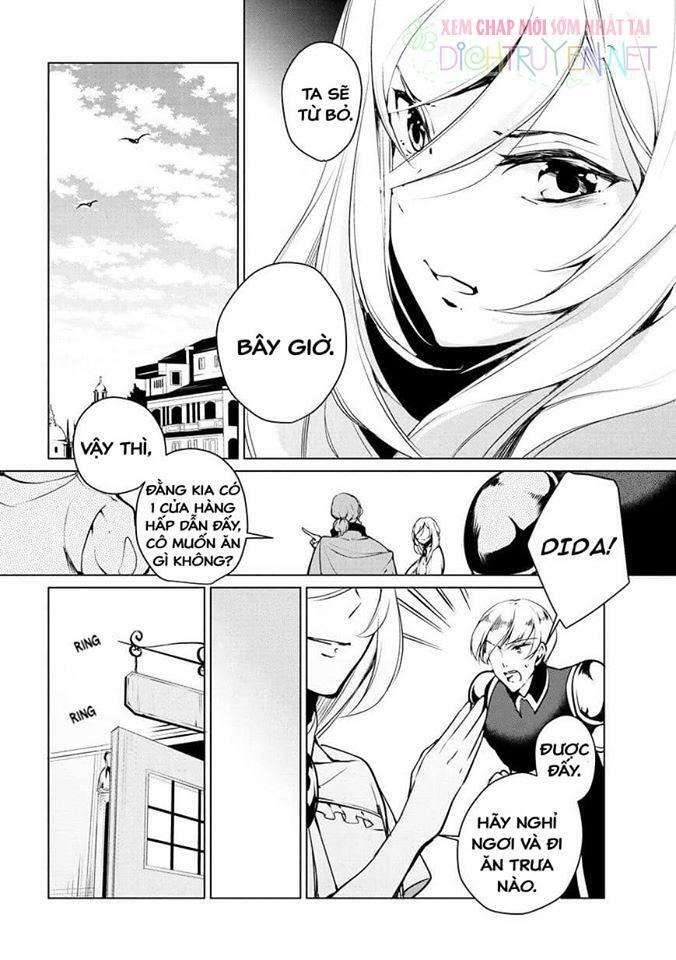 XEM CHAP MỚI SỚM NHẤT TẠI
DICHTRUYEN.NET
TA SẼ
TỪ BỎ.
BÂY GIỜ.
VẬY THÌ,
ĐẰNG KIA CÓ
1 CỬA HÀNG
HẤP DẪN ĐẤY,
CÔ MUỐN ĂN
GÌ KHÔNG?
DIDA!
ĐƯỢC
ĐẤY.
HÃY NGHỈ
NGƠI VÀ ĐI
ĂN TRƯA
NÀO.
RING
RING